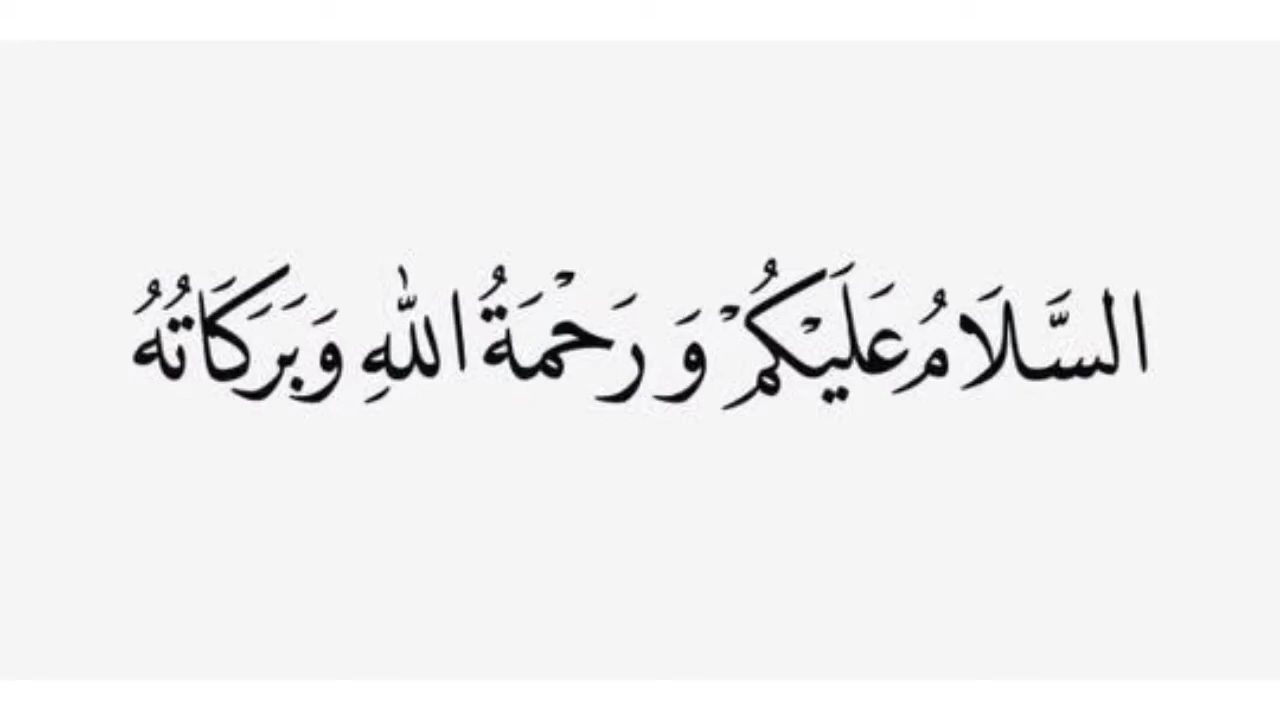 السَّلَامُ عَلَيْكُمْ وَ رَحْمَةُ اللهِ وَبَرَكَاتُهُ